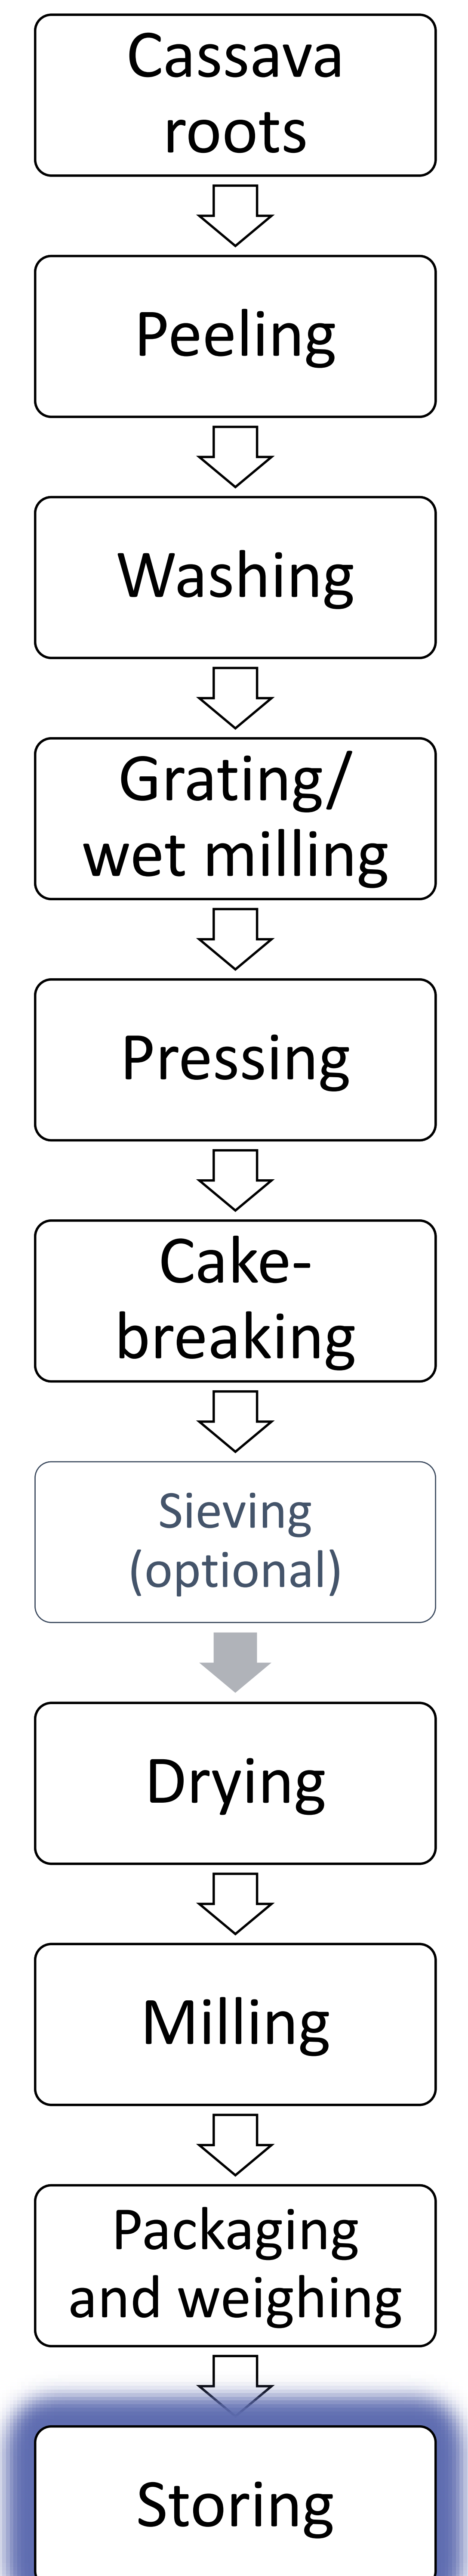 Cassava
roots
Peeling
Washing
Grating/
wet milling
Pressing
Cake-
breaking
Sieving
(optional)
Drying
Milling
Packaging
and weighing
Storing